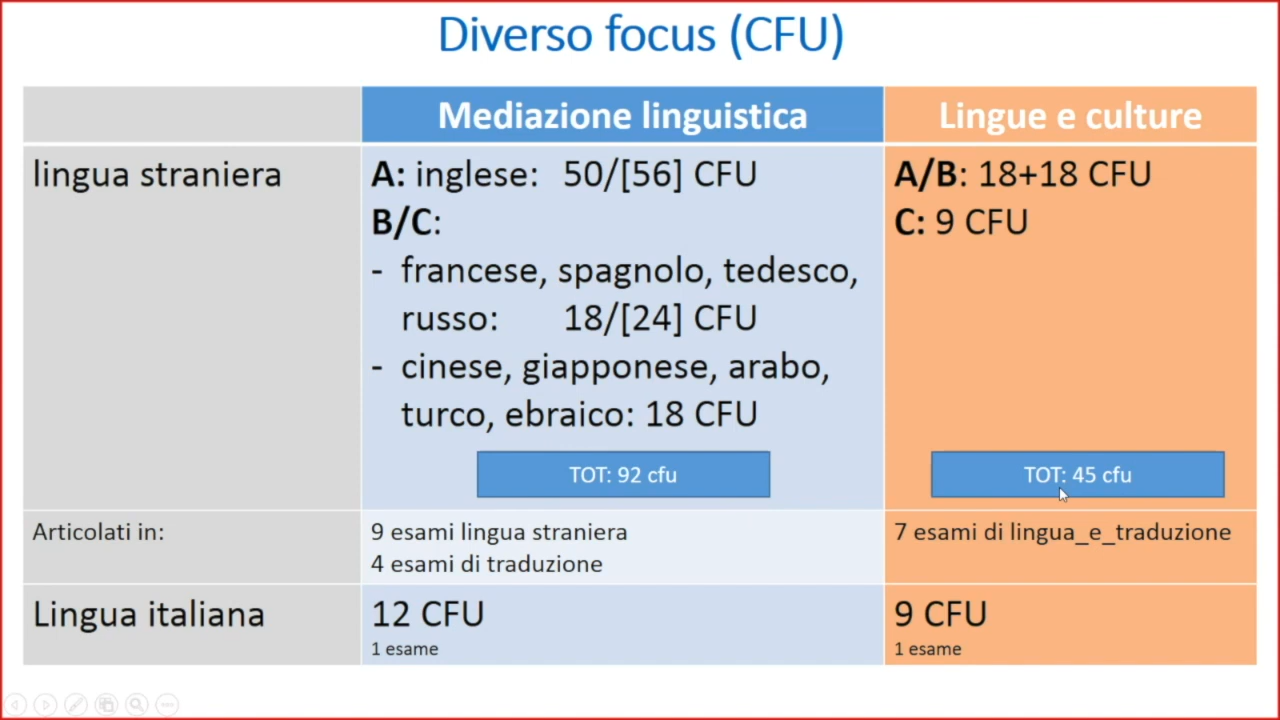 Diverso focus (CFU)
Mediazione linguistica
Lingue e culture
lingua straniera
A: inglese: 50/[56] CFU
B/C:
- francese, spagnolo, tedesco,
russo: 18/[24] CFU
- cinese, giapponese, arabo,
turco, ebraico: 18 CFU
TOT: 92 cfu
A/B: 18+18 CFU
C: 9 CFU
TOT: 45 cfu
Articolati in:
9 esami lingua straniera
4 esami di traduzione
7 esami di lingua_e_traduzione
Lingua italiana
12 CFU
1 esame
9 CFU
1 esame